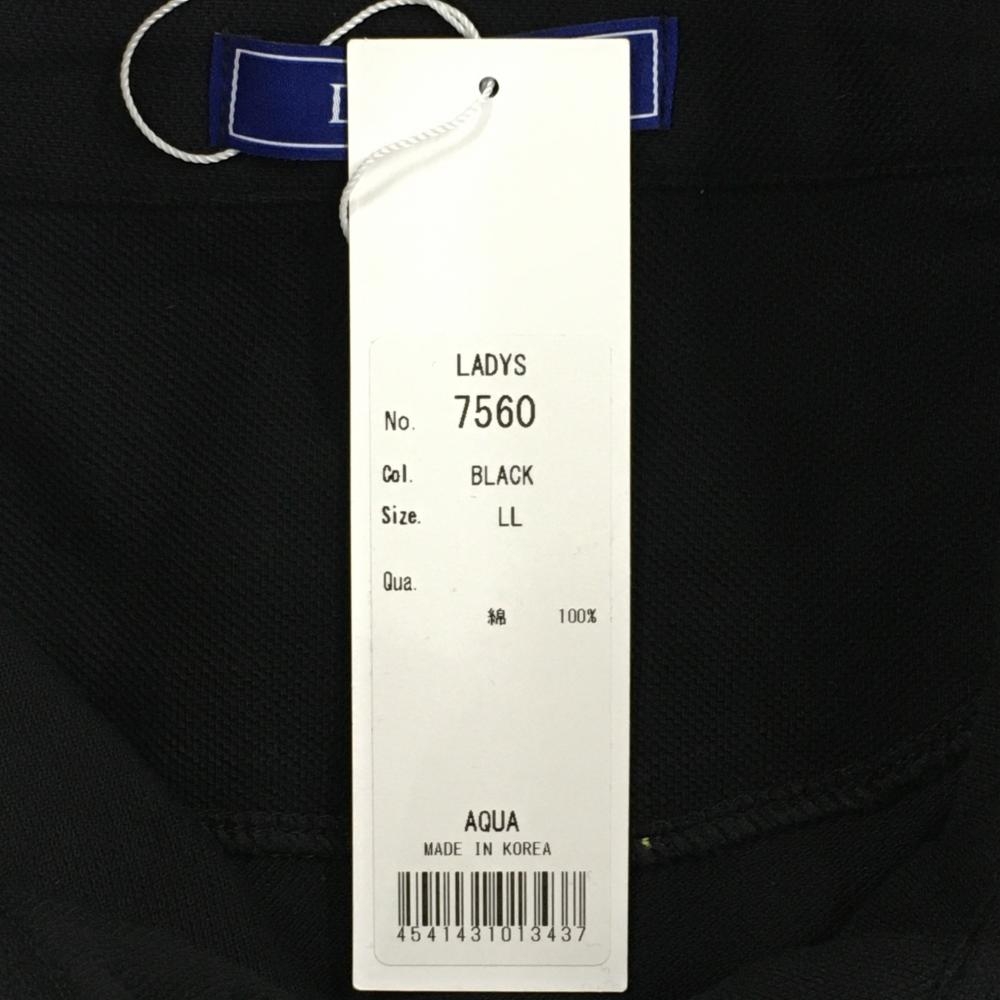 LADYS
No. 7560
Col. BLACK
Size. LL
Qua.
綿 100%
AQUA
MADE IN KOREA
4541431013437